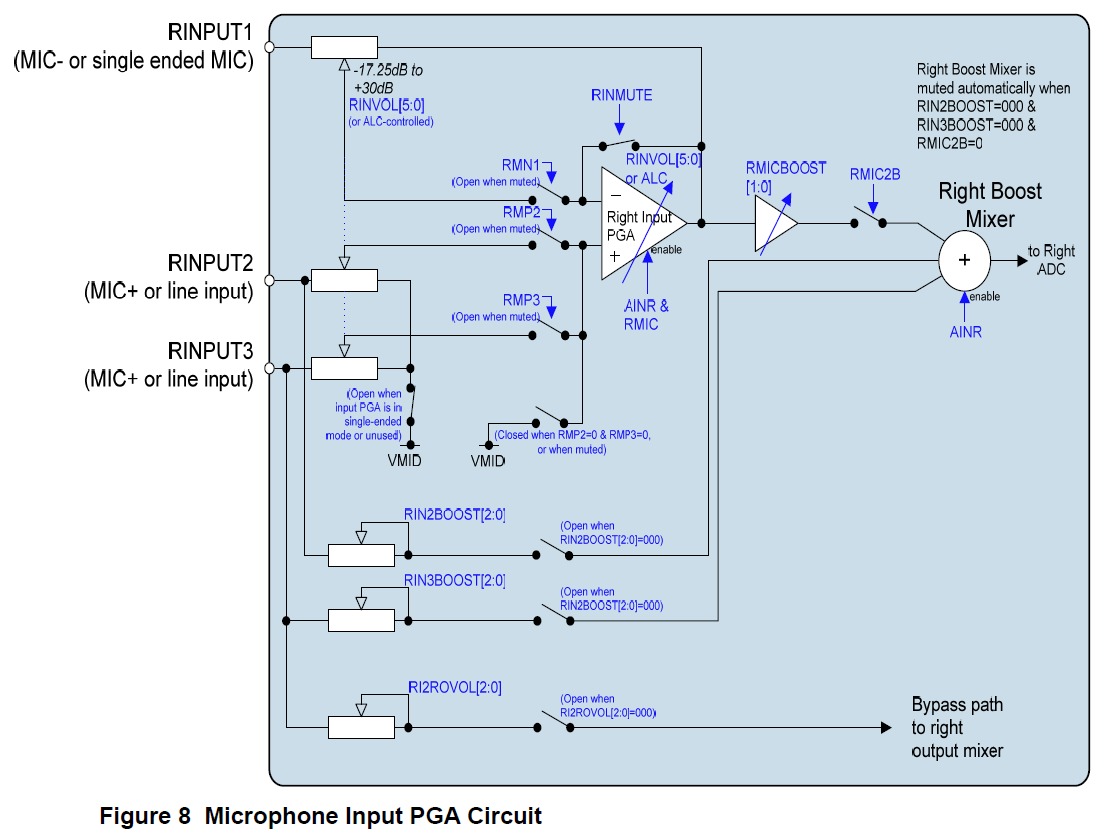 RINPUT1
(MIC- or single ended MIC)
-17.25dB to
+30dB
RINVOL[5:0]
(or ALC-controlled)
RINMUTE
RINVOL[5:0]
or ALC
RMN1
(Open when muted)
RMP2
(Open when muted)
−
Right Input
PGA
+
enable
AINR &
RMIC
RMICBOOST
[1:0]
RMIC2B
Right Boost Mixer is
muted automatically when
RIN2BOOST=000 &
RIN3BOOST=000 &
RMIC2B=0
Right Boost
Mixer
+
enable
AINR
to Right
ADC
RINPUT2
(MIC+ or line input)
RMP3
(Open when muted)
RINPUT3
(MIC+ or line input)
(Open when
input PGA is in
single-ended
mode or unused)
VMID
VMID
(Closed when RMP2=0 & RMP3=0,
or when muted)
RIN2BOOST[2:0]
(Open when
RIN2BOOST[2:0]=000)
RIN3BOOST[2:0]
(Open when
RIN2BOOST[2:0]=000)
RI2ROVOL[2:0]
(Open when
RI2ROVOL[2:0]=000)
Bypass path
to right
output mixer
Figure 8 Microphone Input PGA Circuit